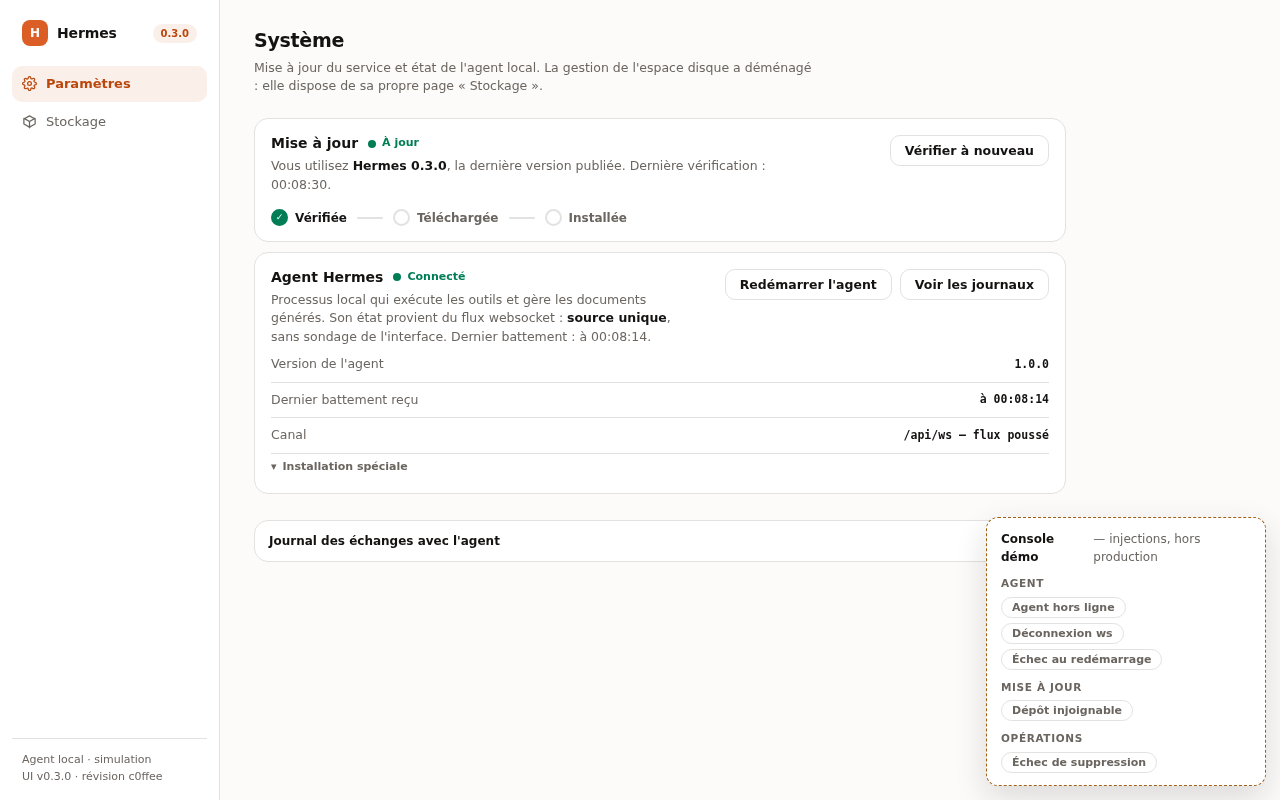 H Hermes 0.3.0
Paramètres
Stockage
Agent local · simulation
UI v0.3.0 · révision c0ffee
Système
Mise à jour du service et état de l'agent local. La gestion de l'espace disque a déménagé
: elle dispose de sa propre page « Stockage ».
Mise à jour À jour
Vérifier à nouveau
Vous utilisez Hermes 0.3.0, la dernière version publiée. Dernière vérification :
00:08:30.
✓ Vérifiée Téléchargée Installée
Agent Hermes Connecté
Redémarrer l'agent Voir les journaux
Processus local qui exécute les outils et gère les documents
générés. Son état provient du flux websocket : source unique,
sans sondage de l'interface. Dernier battement : à 00:08:14.
Version de l'agent 1.0.0
Dernier battement reçu à 00:08:14
Canal /api/ws — flux poussé
▾ Installation spéciale
Journal des échanges avec l'agent
Console
démo
— injections, hors
production
AGENT
Agent hors ligne
Déconnexion ws
Échec au redémarrage
MISE À JOUR
Dépôt injoignable
OPÉRATIONS
Échec de suppression